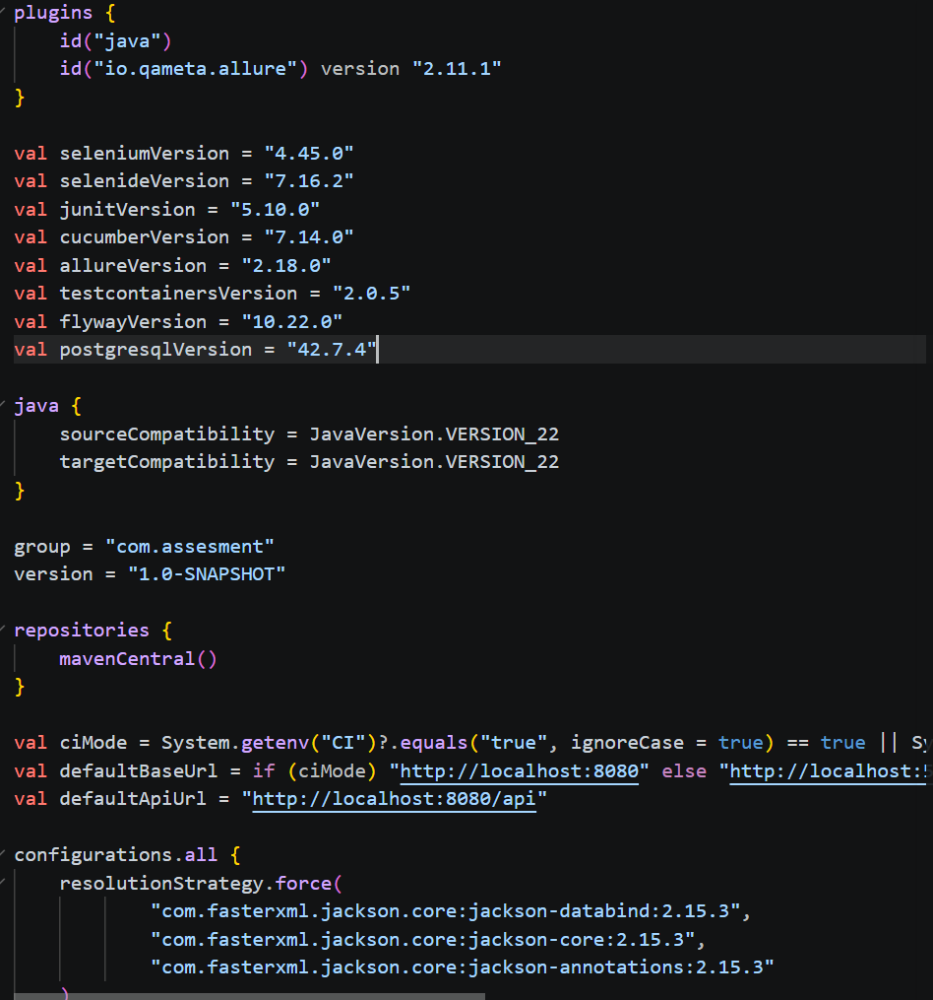 plugins {
id("java")
id("io.qameta.allure") version "2.11.1"
}
val seleniumVersion = "4.45.0"
val selenideVersion = "7.16.2"
val junitVersion = "5.10.0"
val cucumberVersion = "7.14.0"
val allureVersion = "2.18.0"
val testcontainersVersion = "2.0.5"
val flywayVersion = "10.22.0"
val postgresqlVersion = "42.7.4"
java {
sourceCompatibility = JavaVersion.VERSION_22
targetCompatibility = JavaVersion.VERSION_22
}
group = "com.assesment"
version = "1.0-SNAPSHOT"
repositories {
mavenCentral()
}
val ciMode = System.getenv("CI")?.equals("true", ignoreCase = true) == true ||
val defaultBaseUrl = if (ciMode) "http://localhost:8080" else "http://localhost:
val defaultApiUrl = "http://localhost:8080/api"
configurations.all {
resolutionStrategy.force(
"com.fasterxml.jackson.core:jackson-databind:2.15.3",
"com.fasterxml.jackson.core:jackson-core:2.15.3",
"com.fasterxml.jackson.core:jackson-annotations:2.15.3"
)